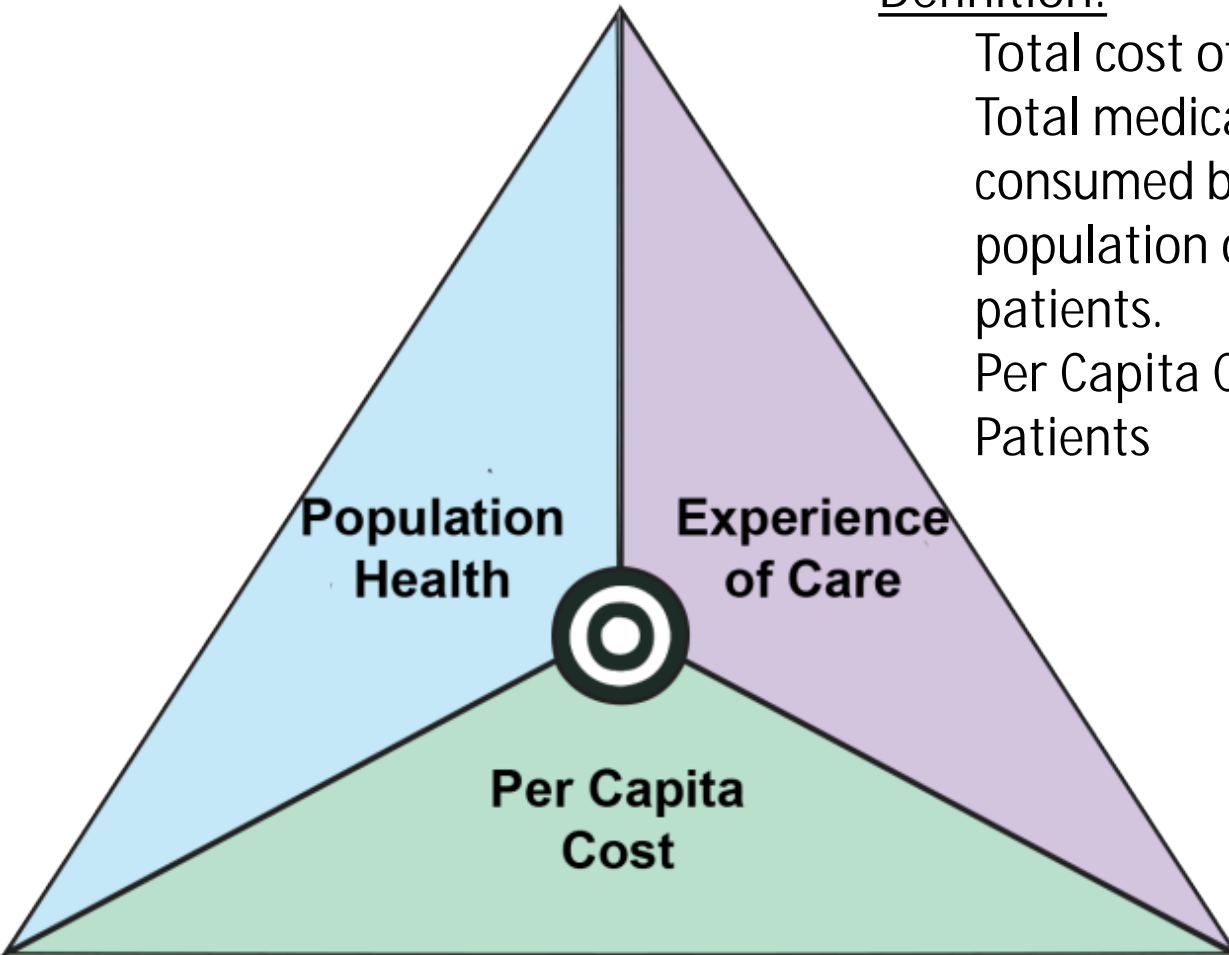 Definition:
Total cost of
Total medica
consumed b
population
patients.
Per Capita
Patients
Population
Health
Experience
of Care
Per Capita
Cost